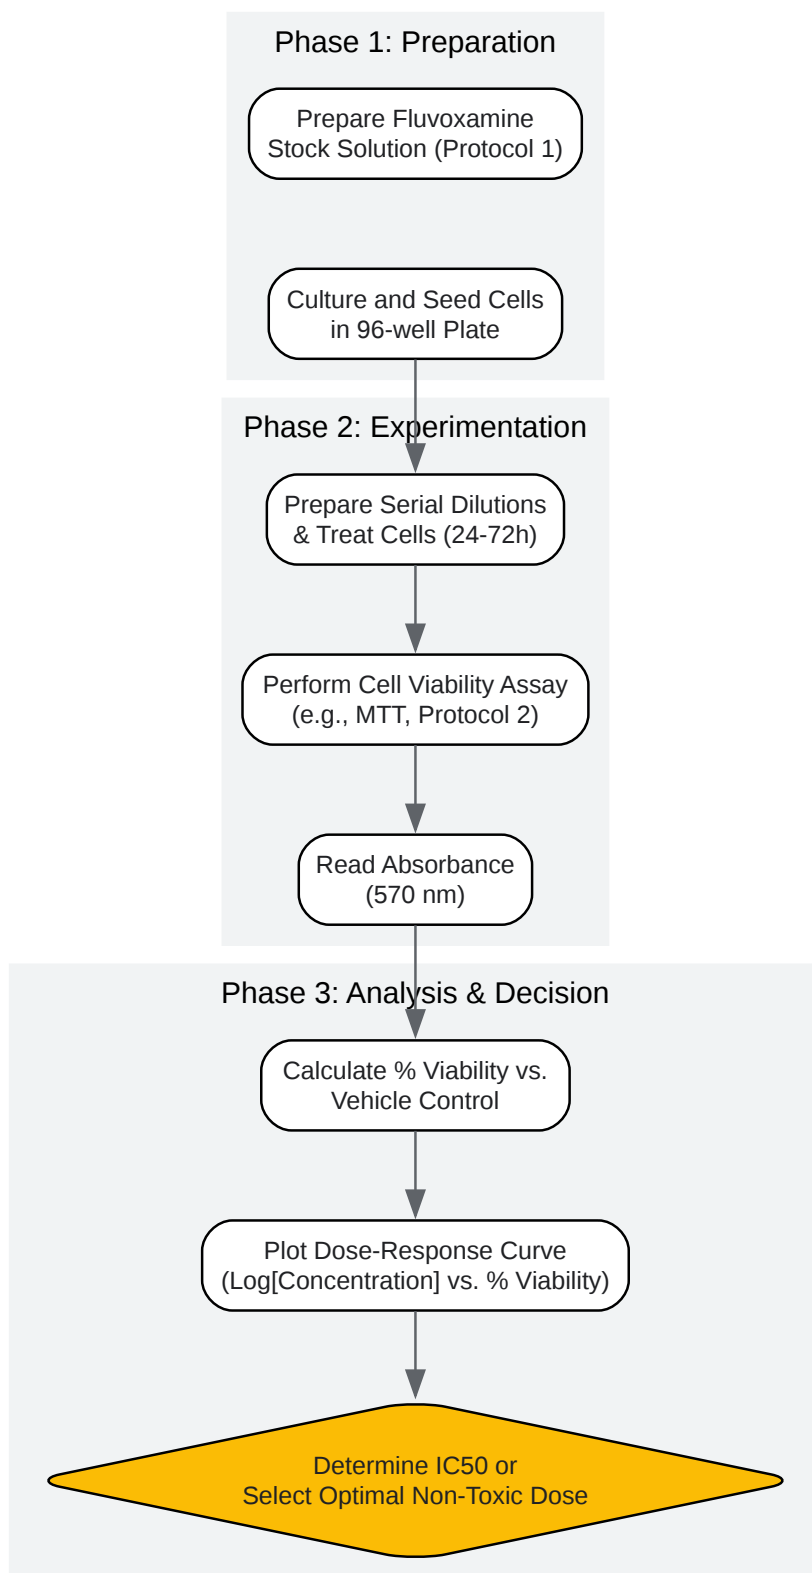 Phase 1: Preparation
Prepare Fluvoxamine
Stock Solution (Protocol 1)
Culture and Seed Cells
in 96-well Plate
Phase 2: Experimentation
Prepare Serial Dilutions
& Treat Cells (24-72h)
Perform Cell Viability Assay
(e.g., MTT, Protocol 2)
Read Absorbance
(570 nm)
Phase 3: Analysis & Decision
Calculate % Viability vs.
Vehicle Control
Plot Dose-Response Curve
(Log[Concentration] vs. % Viability)
Determine IC50 or
Select Optimal Non-Toxic Dose